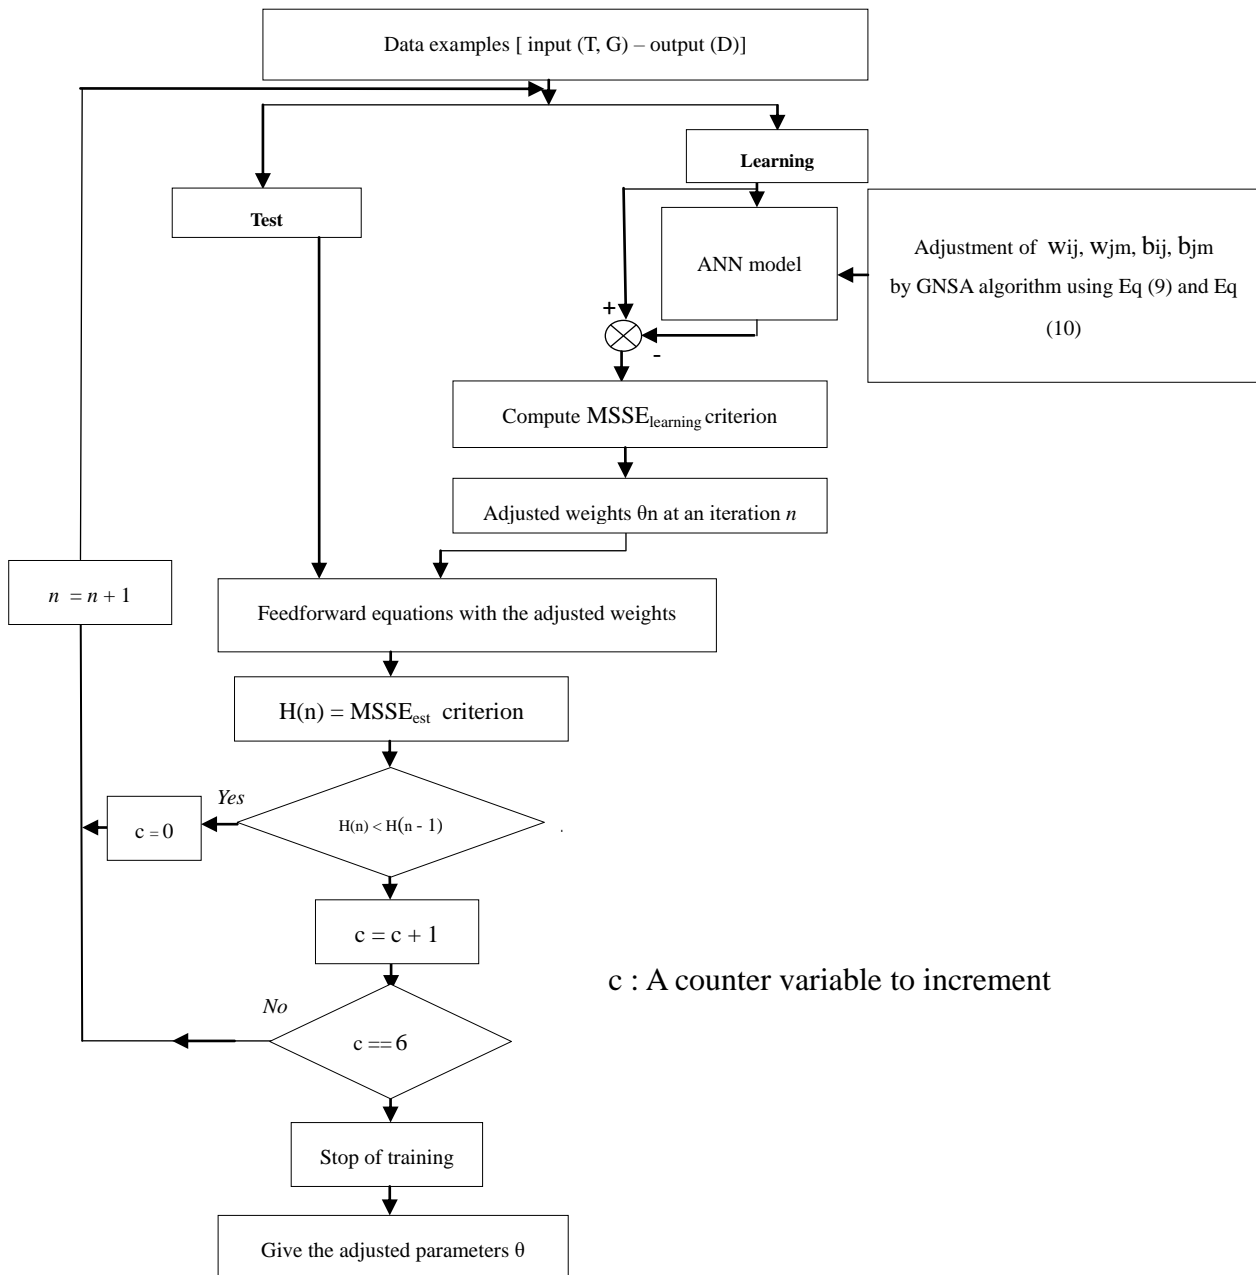 Data examples [ input (T, G) – output (D)]
Learning
Test
Adjustment of wij, wjm, bij, bjm
by GNSA algorithm using Eq (9) and Eq
(10)
ANN model
+
-
Compute MSSElearning criterion
Adjusted weights θn at an iteration n
n = n + 1
Feedforward equations with the adjusted weights
H(n) = MSSEest criterion
Yes
c = 0
H(n) < H(n - 1)
.
c = c + 1
c : A counter variable to increment
No
c == 6
Stop of training
Give the adjusted parameters θ